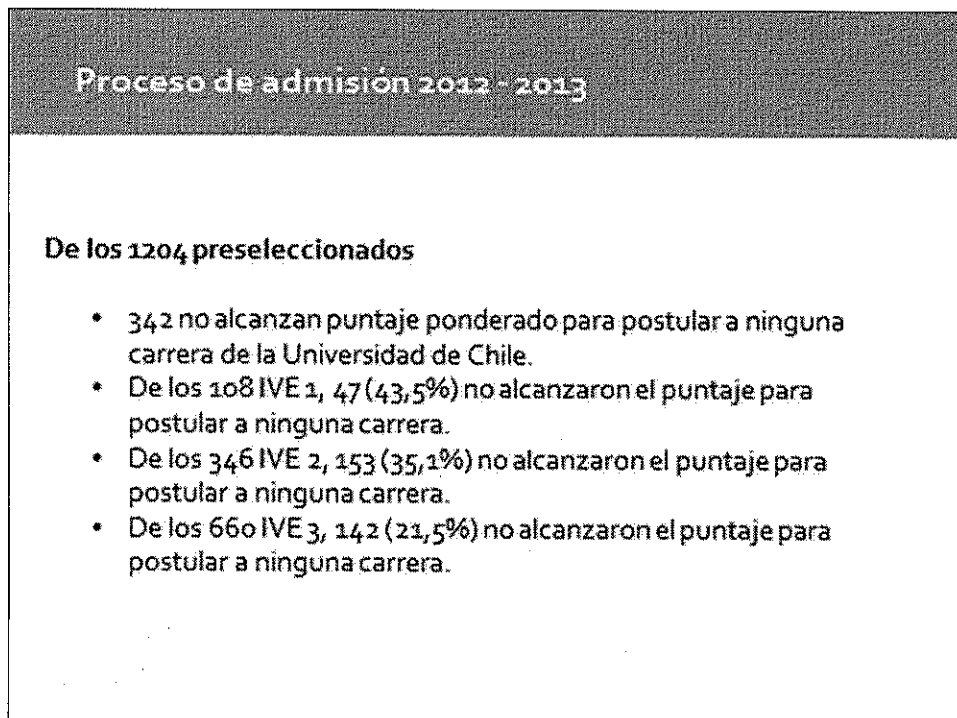 Proceso de admisión 2012 - 2013
De los 1204 preseleccionados
• 342 no alcanzan puntaje ponderado para postular a ninguna
carrera de la Universidad de Chile.
• De los 108 IVE 1, 47 (43,5%) no alcanzaron el puntaje para
postular a ninguna carrera.
• De los 346 IVE 2, 153 (35,1%) no alcanzaron el puntaje para
postular a ninguna carrera.
• De los 660 IVE 3, 142 (21,5%) no alcanzaron el puntaje para
postular a ninguna carrera.